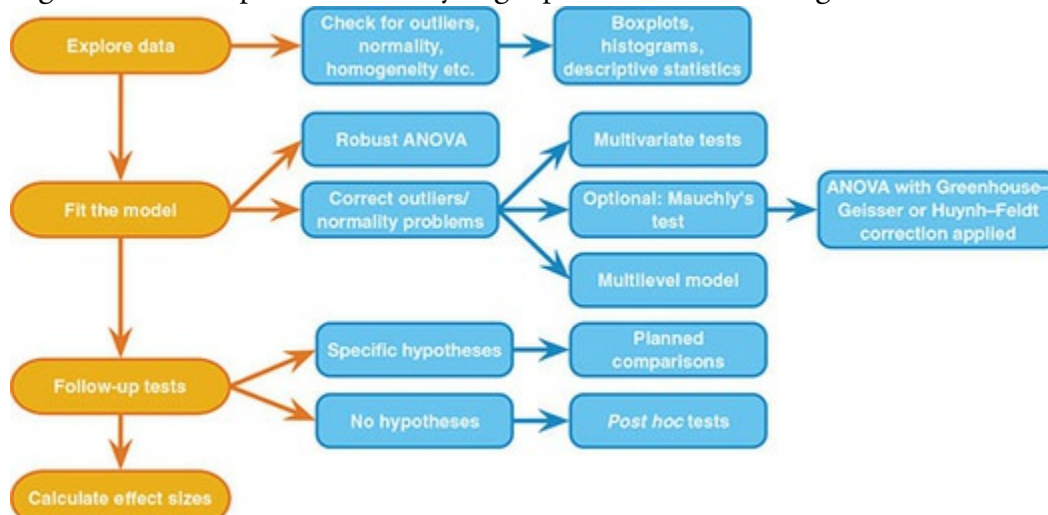 Explore data
Check for outliers,
normality,
homogeneity etc.
Boxplots,
histograms,
descriptive statistics
Robust ANOVA
Multivariate tests
Fit the model
Correct outliers/
normality problems
Optional: Mauchly's
test
ANOVA with Greenhouse–
Geisser or Huynh–Feldt
correction applied
Multilevel model
Specific hypotheses
Planned
comparisons
Follow-up tests
No hypotheses
Post hoc tests
Calculate effect sizes